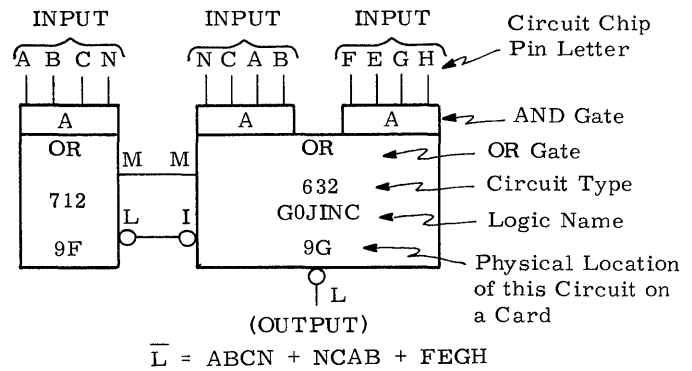 INPUT INPUT INPUT
Circuit Chip
Pin Letter
A B C N N C A B F E G H
A A A AND Gate
OR OR OR Gate
M M
712 632 Circuit Type
G0JINC Logic Name
L I
9F 9G Physical Location
of this Circuit on
a Card
L
(OUTPUT)
L̅ = ABCN + NCAB + FEGH